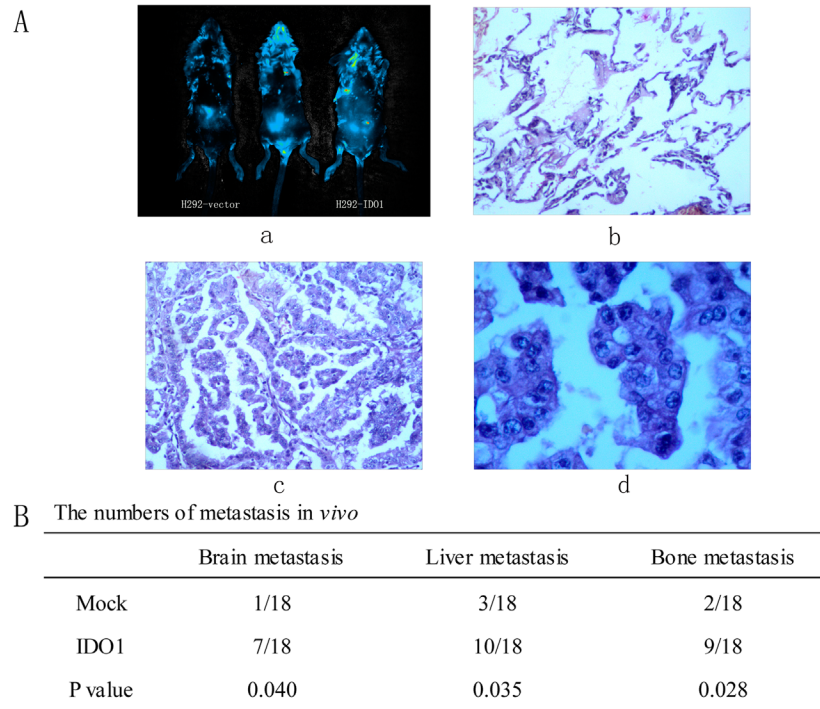 A
H292-vector
H292-IDO1
a
b
c
d
B
The numbers of metastasis in vivo
Brain metastasis Liver metastasis Bone metastasis
Mock 1/18 3/18 2/18
IDO1 7/18 10/18 9/18
P value 0.040 0.035 0.028